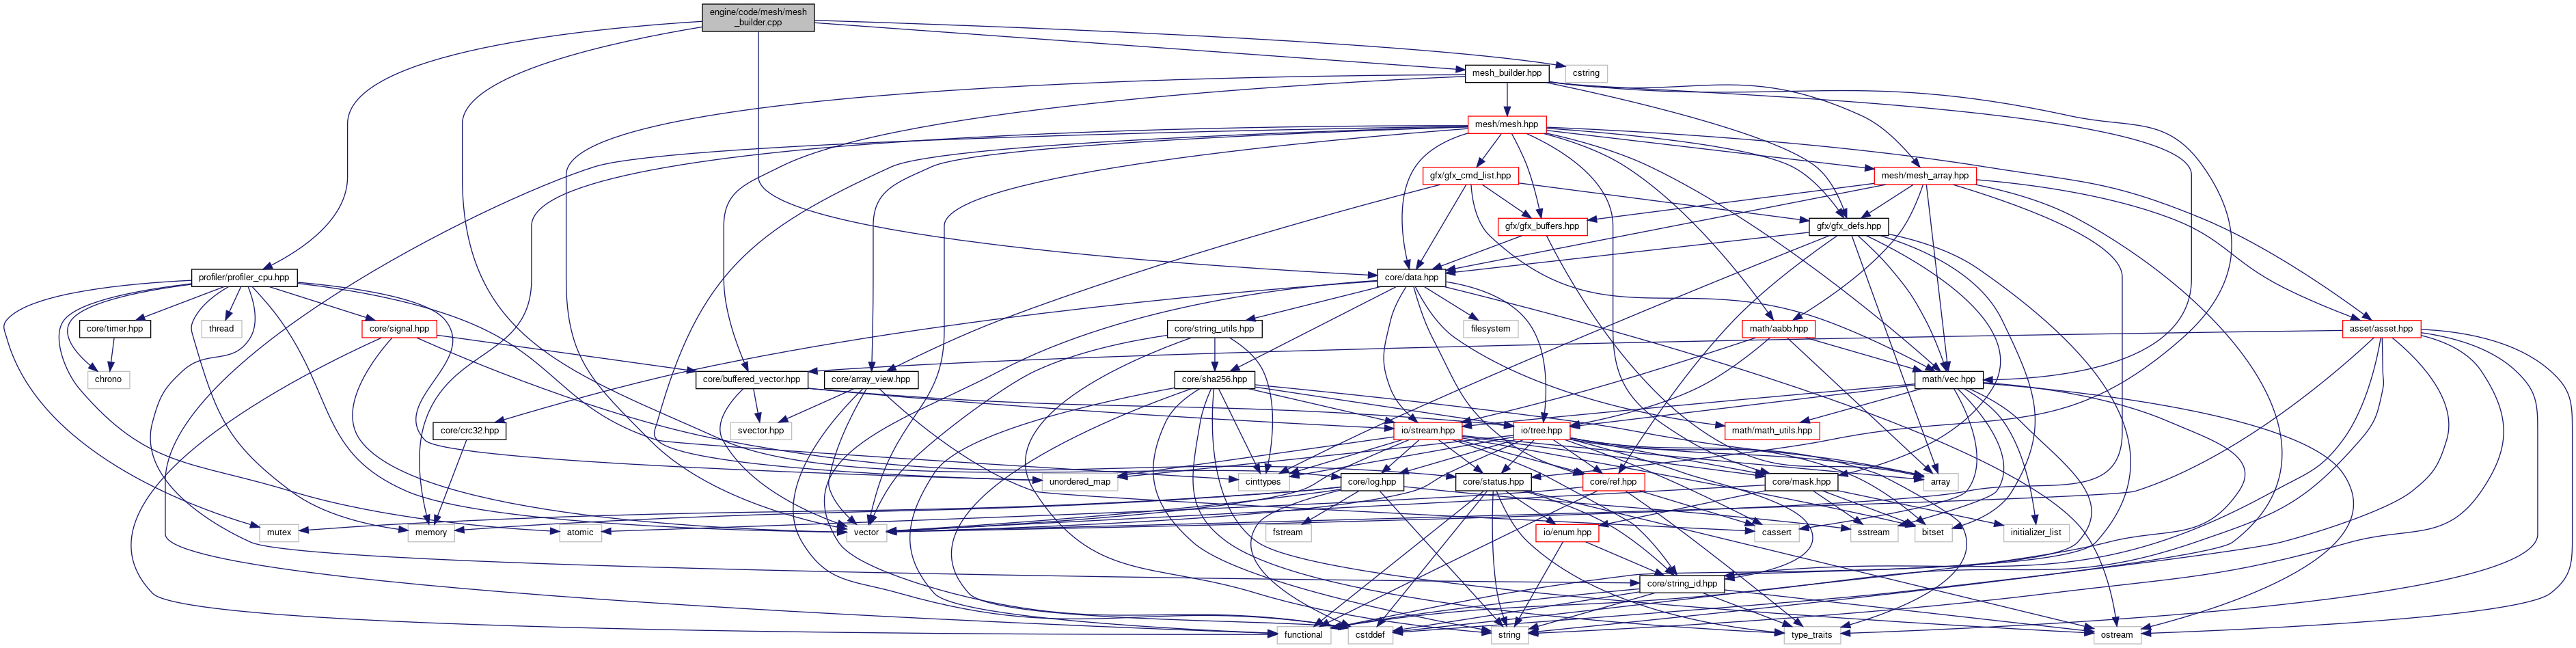 engine/code/mesh/mesh
_builder.cpp
mesh_builder.hpp
cstring
mesh/mesh.hpp
gfx/gfx_cmd_list.hpp
mesh/mesh_array.hpp
gfx/gfx_buffers.hpp
gfx/gfx_defs.hpp
profiler/profiler_cpu.hpp
core/data.hpp
core/timer.hpp
thread
core/signal.hpp
core/string_utils.hpp
filesystem
math/aabb.hpp
asset/asset.hpp
chrono
core/buffered_vector.hpp
core/array_view.hpp
core/sha256.hpp
math/vec.hpp
core/crc32.hpp
svector.hpp
io/stream.hpp
io/tree.hpp
math/math_utils.hpp
unordered_map
cinttypes
core/log.hpp
core/status.hpp
core/ref.hpp
core/mask.hpp
array
mutex
memory
atomic
vector
fstream
io/enum.hpp
cassert
sstream
bitset
initializer_list
core/string_id.hpp
functional
cstddef
string
type_traits
ostream